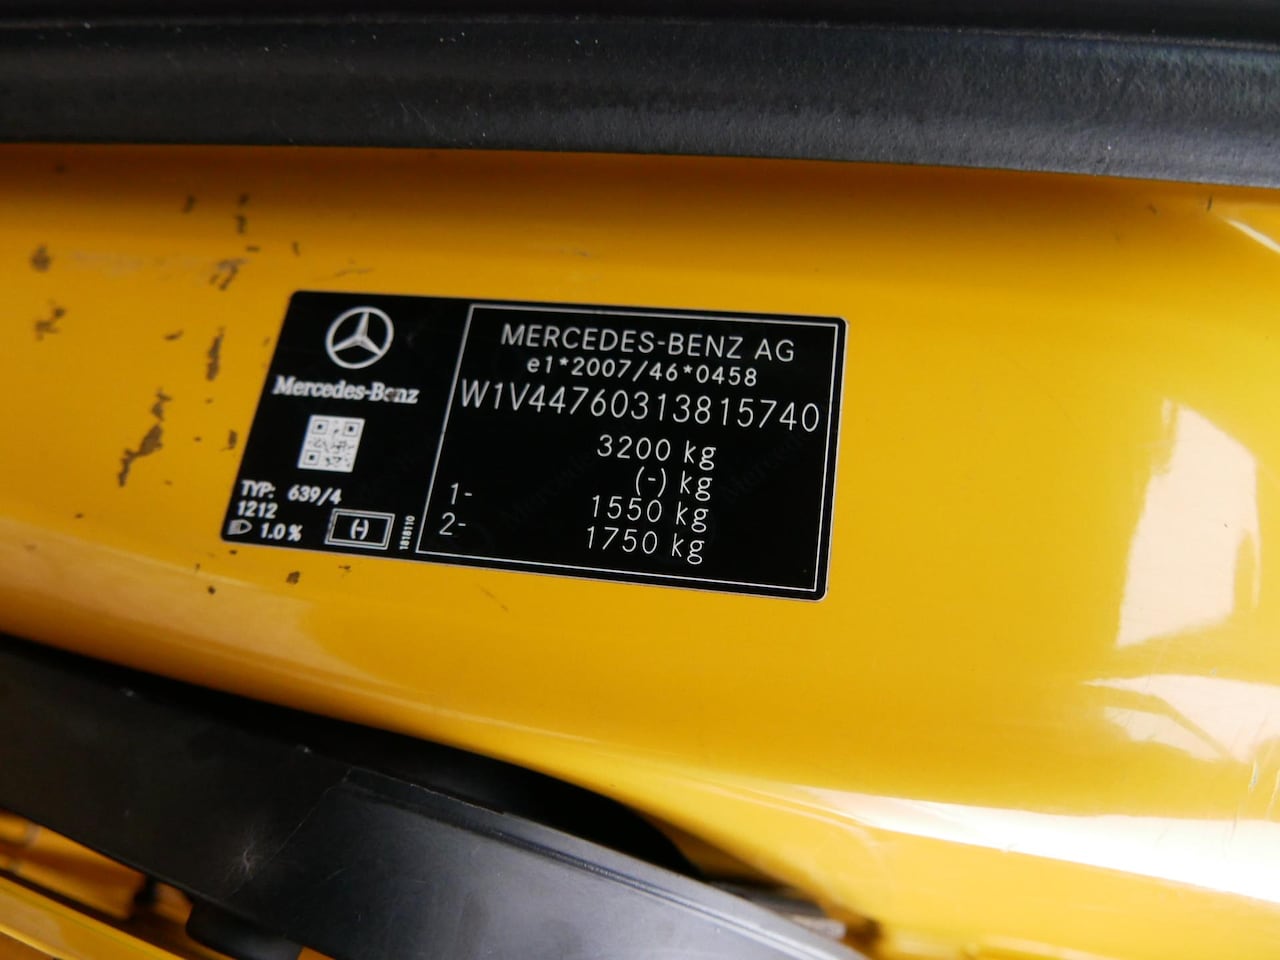 Mercedes-Benz
TYP: 639/4
1212
1.0 %
(-)
1818110
MERCEDES-BENZ AG
e1*2007/46*0458
W1V44760313815740
3200 kg
(-) kg
1- 1550 kg
2- 1750 kg